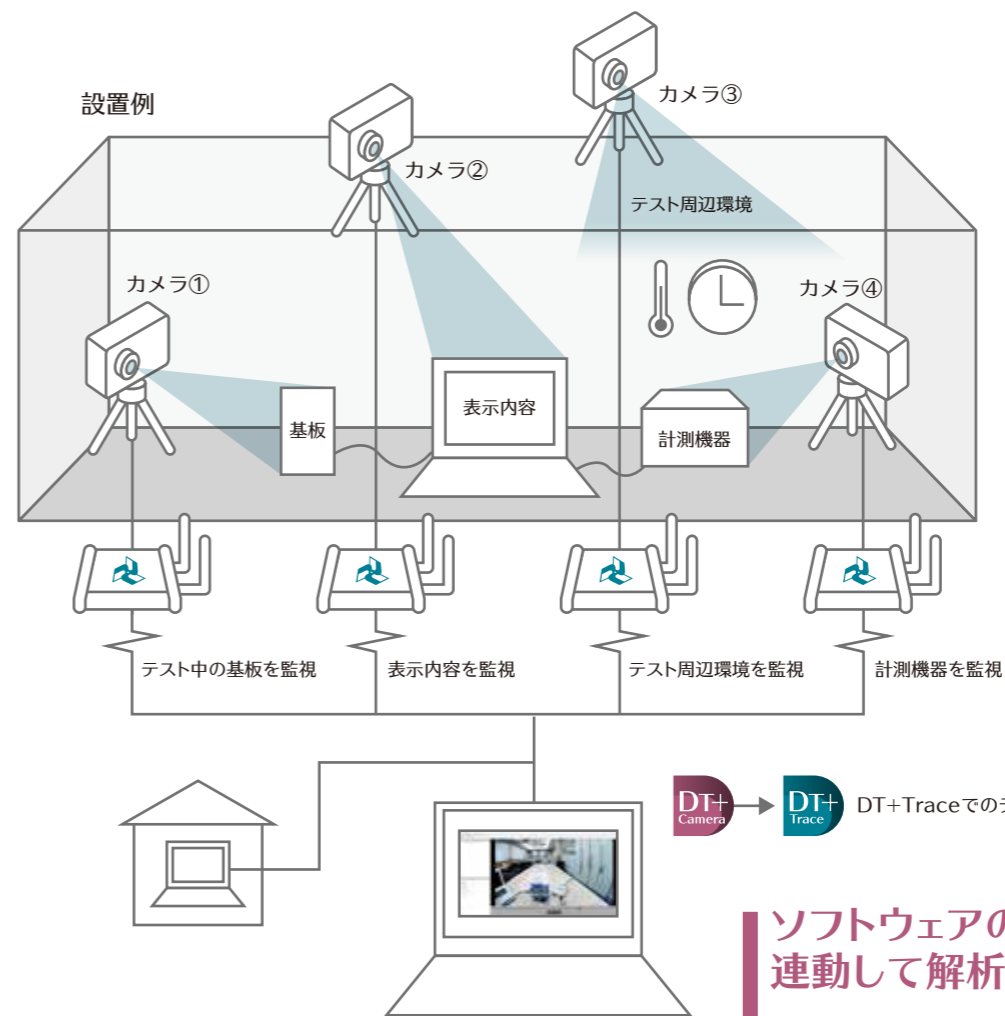 設置例
カメラ③
カメラ②
テスト周辺環境
カメラ①
カメラ④
表示内容
基板
計測機器
テスト中の基板を監視
表示内容を監視
テスト周辺環境を監視
計測機器を監視
DT+
Camera
DT+
Trace
DT+Traceでの
ソフトウェアの
連動して解析